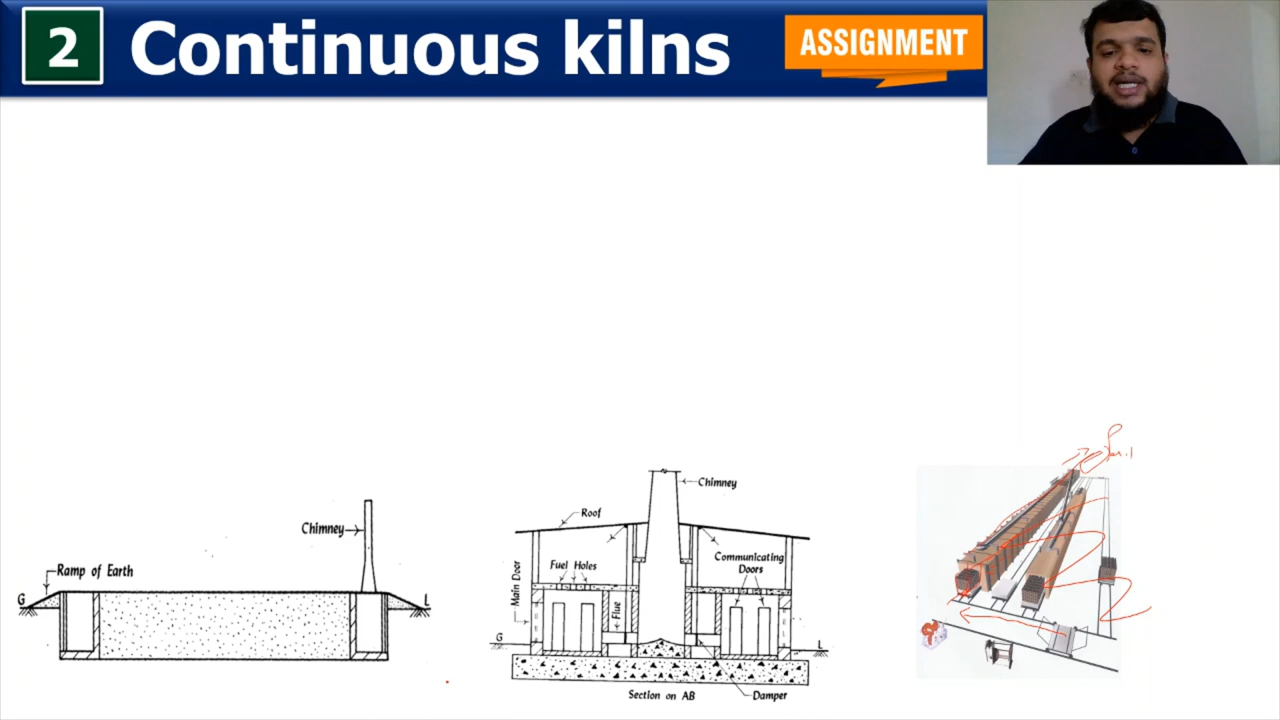 2
Continuous kilns
ASSIGNMENT
Chimney
Ramp of Earth
G
L
Chimney
Roof
Main Door
Fuel Holes
Flue
Communicating
Doors
G
L
Section on AB
Damper